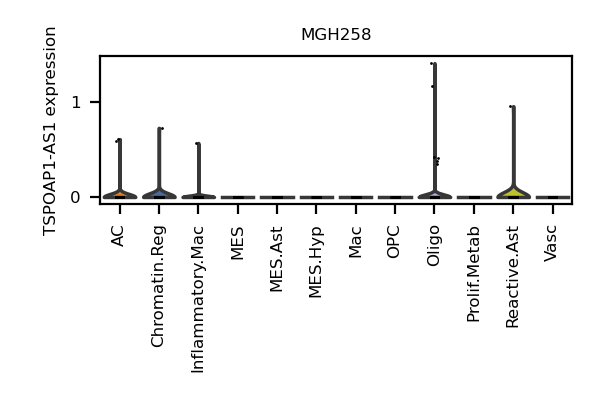 MGH258
TSPOAP1-AS1 expression
1
0
AC
Chromatin.Reg
Inflammatory.Mac
MES
MES.Ast
MES.Hyp
Mac
OPC
Oligo
Prolif.Metab
Reactive.Ast
Vasc